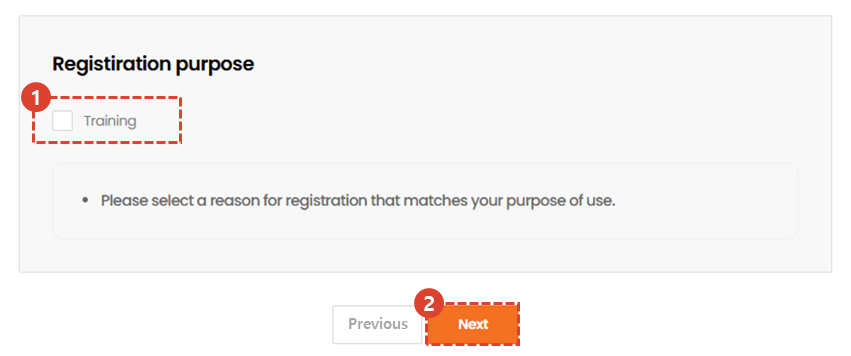 Registiration purpose
1
Training
Please select a reason for registration that matches your purpose of use.
2
Previous
Next